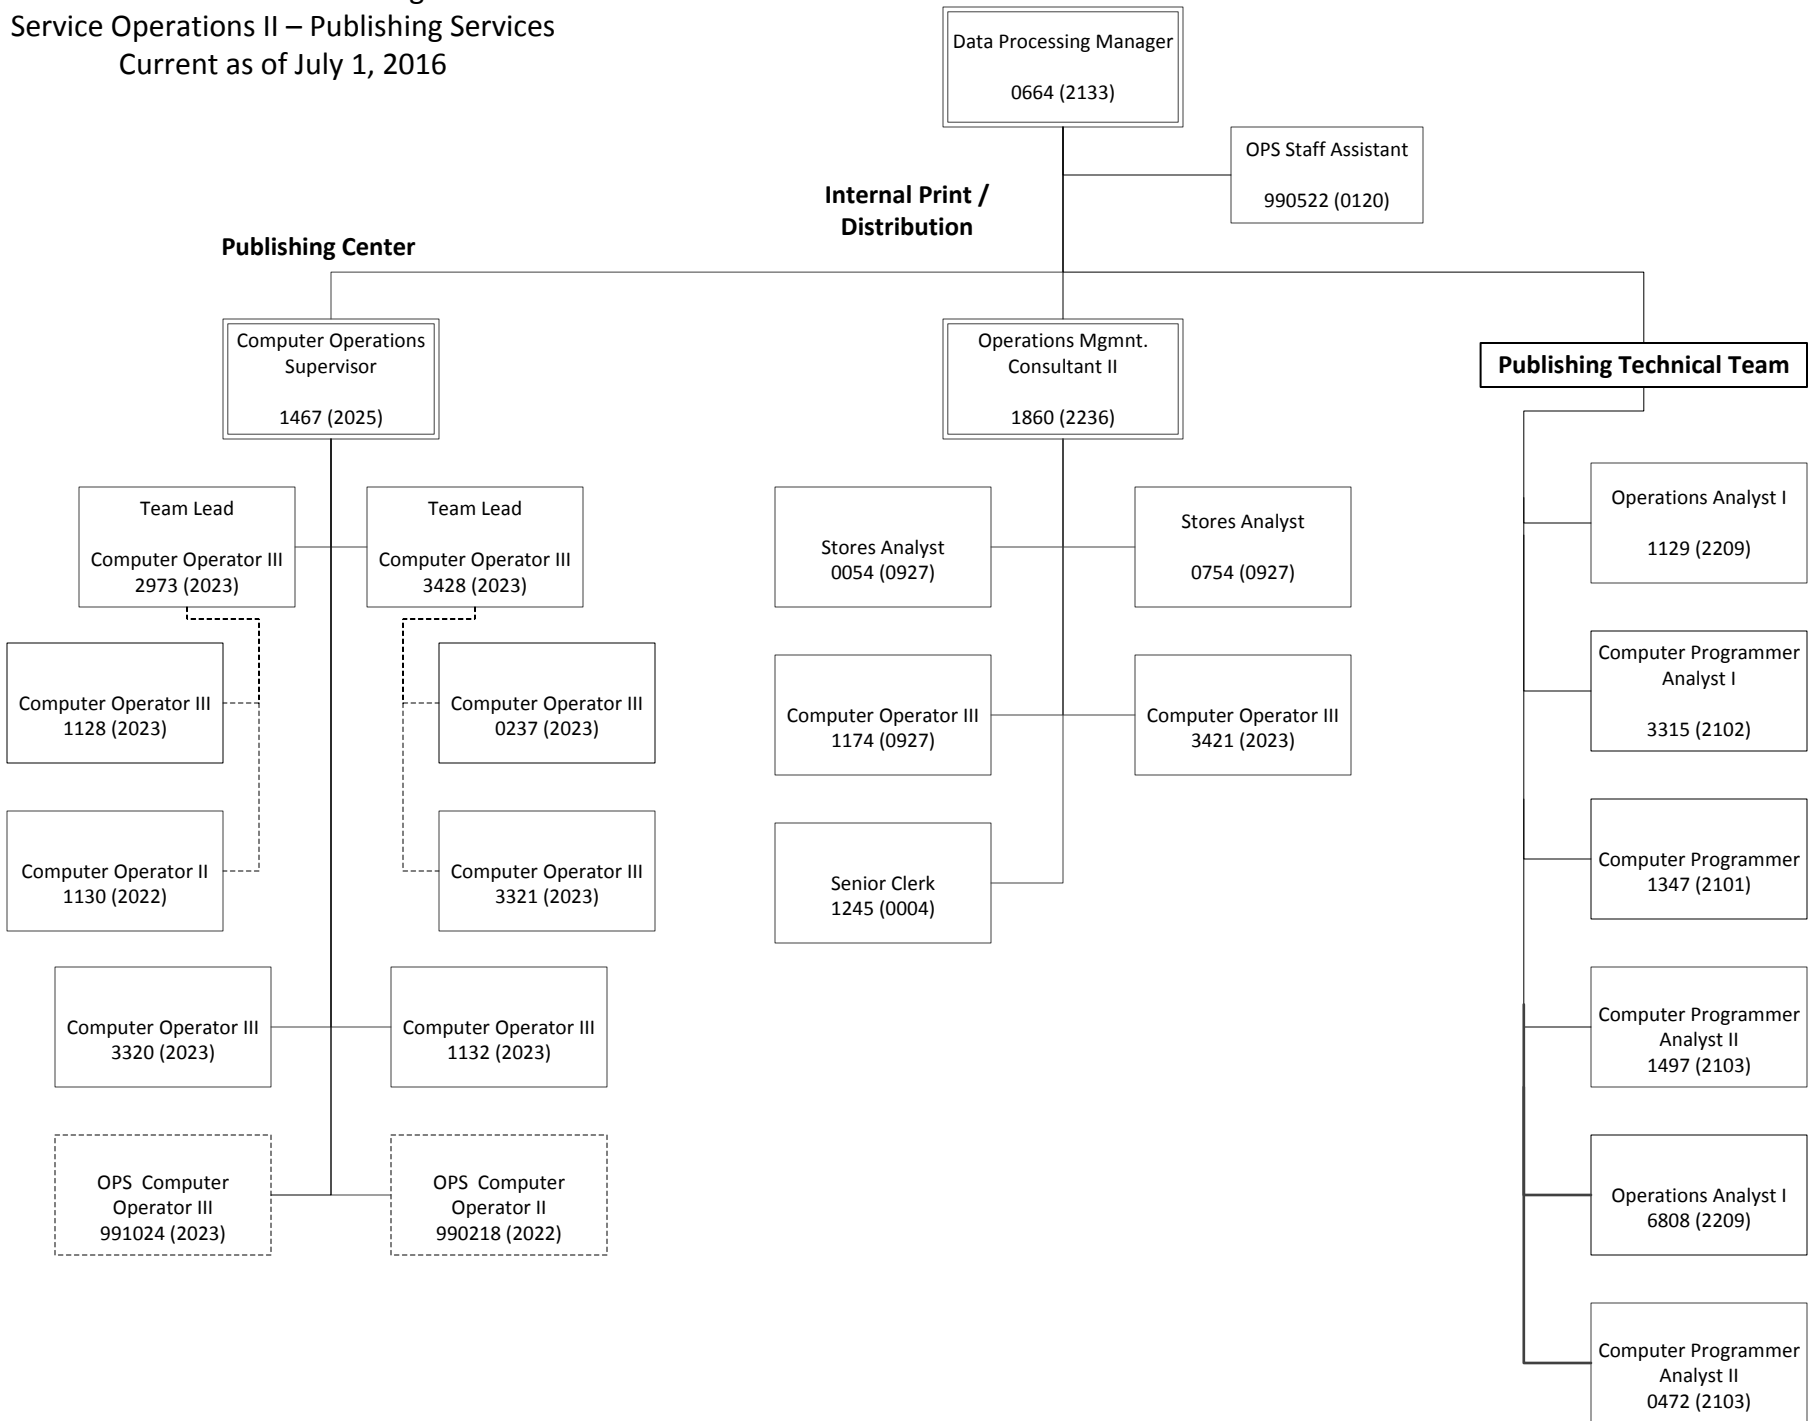 Service Operations II – Publishing Services
Current as of July 1, 2016
Data Processing Manager
0664 (2133)
OPS Staff Assistant
990522 (0120)
Internal Print /
Distribution
Publishing Center
Computer Operations
Supervisor
1467 (2025)
Operations Mgmnt.
Consultant II
1860 (2236)
Publishing Technical Team
Team Lead
Computer Operator III
2973 (2023)
Team Lead
Computer Operator III
3428 (2023)
Computer Operator III
1128 (2023)
Computer Operator III
0237 (2023)
Computer Operator II
1130 (2022)
Computer Operator III
3321 (2023)
Computer Operator III
3320 (2023)
Computer Operator III
1132 (2023)
OPS  Computer
Operator III
991024 (2023)
OPS  Computer
Operator II
990218 (2022)
Stores Analyst
0054 (0927)
Stores Analyst
0754 (0927)
Computer Operator III
1174 (0927)
Computer Operator III
3421 (2023)
Senior Clerk
1245 (0004)
Operations Analyst I
1129 (2209)
Computer Programmer
Analyst I
3315 (2102)
Computer Programmer
1347 (2101)
Computer Programmer
Analyst II
1497 (2103)
Operations Analyst I
6808 (2209)
Computer Programmer
Analyst II
0472 (2103)